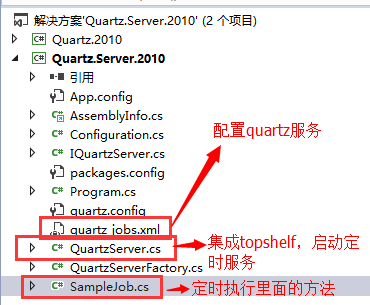 解决方案'Quartz.Server.2010' (2 个项目)
Quartz.2010
Quartz.Server.2010
引用
App.config
AssemblyInfo.cs
Configuration.cs
IQuartzServer.cs
packages.config
Program.cs
quartz.config
quartz_jobs.xml
QuartzServer.cs
QuartzServerFactory.cs
SampleJob.cs
配置quartz服务
集成topshelf，启动定
时服务
定时执行里面的方法